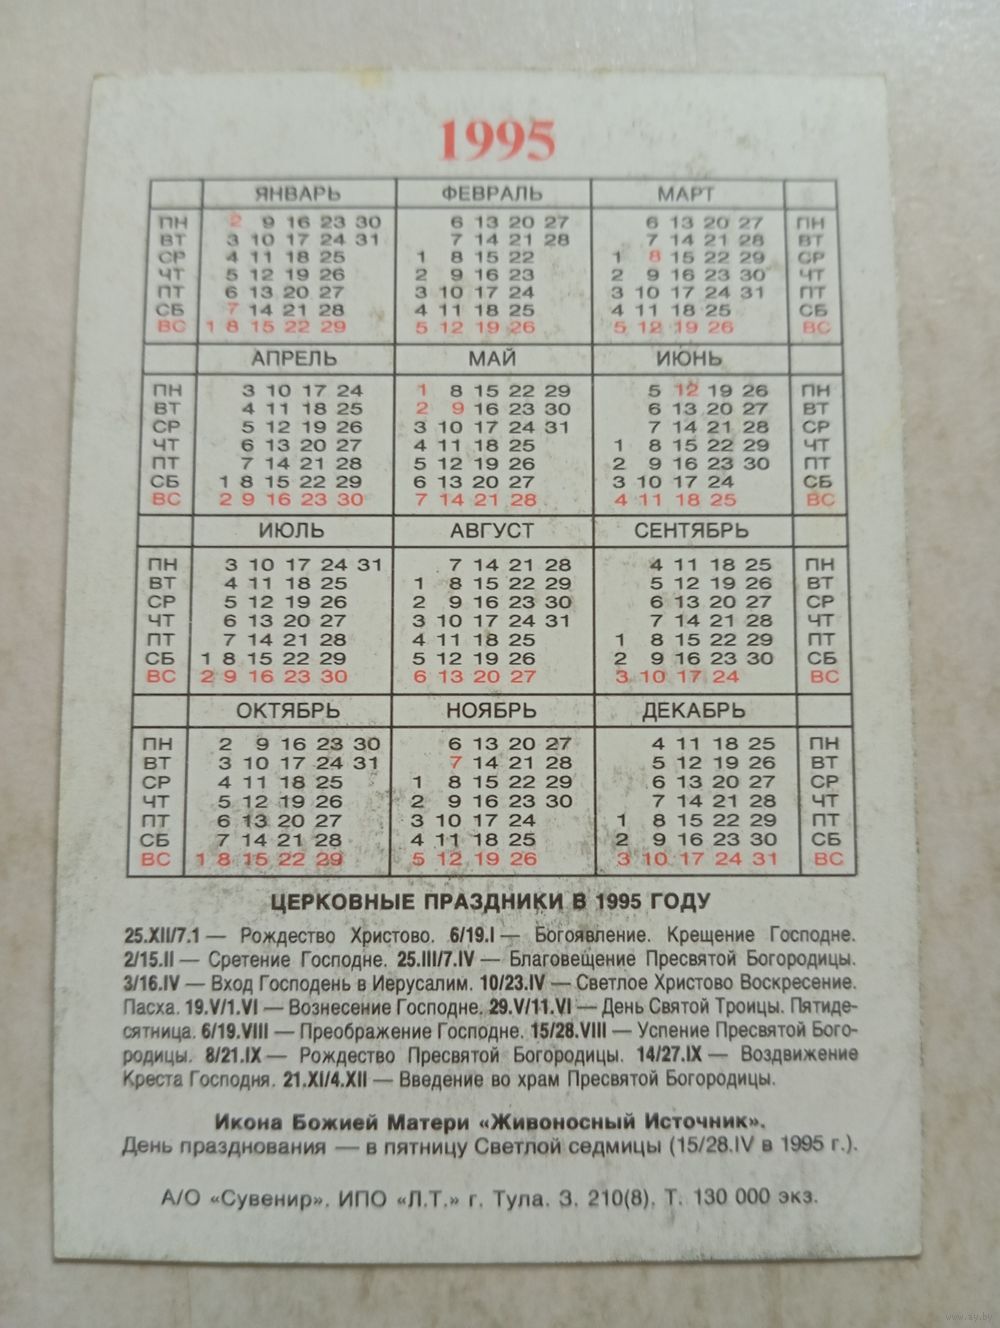 1995
ЯНВАРЬ ФЕВРАЛЬ МАРТ
ПН 2 9 16 23 30 6 13 20 27 6 13 20 27 ПН
ВТ 3 10 17 24 31 7 14 21 28 7 14 21 28 ВТ
СР 4 11 18 25 1 8 15 22 1 8 15 22 29 СР
ЧТ 5 12 19 26 2 9 16 23 2 9 16 23 30 ЧТ
ПТ 6 13 20 27 3 10 17 24 3 10 17 24 31 ПТ
СБ 7 14 21 28 4 11 18 25 4 11 18 25 СБ
ВС 1 8 15 22 29 5 12 19 26 5 12 19 26 ВС
АПРЕЛЬ МАЙ ИЮНЬ
ПН 3 10 17 24 1 8 15 22 29 5 12 19 26 ПН
ВТ 4 11 18 25 2 9 16 23 30 6 13 20 27 ВТ
СР 5 12 19 26 3 10 17 24 31 7 14 21 28 СР
ЧТ 6 13 20 27 4 11 18 25 1 8 15 22 29 ЧТ
ПТ 7 14 21 28 5 12 19 26 2 9 16 23 30 ПТ
СБ 1 8 15 22 29 6 13 20 27 3 10 17 24 СБ
ВС 2 9 16 23 30 7 14 21 28 4 11 18 25 ВС
ИЮЛЬ АВГУСТ СЕНТЯБРЬ
ПН 3 10 17 24 31 7 14 21 28 4 11 18 25 ПН
ВТ 4 11 18 25 1 8 15 22 29 5 12 19 26 ВТ
СР 5 12 19 26 2 9 16 23 30 6 13 20 27 СР
ЧТ 6 13 20 27 3 10 17 24 31 7 14 21 28 ЧТ
ПТ 7 14 21 28 4 11 18 25 1 8 15 22 29 ПТ
СБ 1 8 15 22 29 5 12 19 26 2 9 16 23 30 СБ
ВС 2 9 16 23 30 6 13 20 27 3 10 17 24 ВС
ОКТЯБРЬ НОЯБРЬ ДЕКАБРЬ
ПН 2 9 16 23 30 6 13 20 27 4 11 18 25 ПН
ВТ 3 10 17 24 31 7 14 21 28 5 12 19 26 ВТ
СР 4 11 18 25 1 8 15 22 29 6 13 20 27 СР
ЧТ 5 12 19 26 2 9 16 23 30 7 14 21 28 ЧТ
ПТ 6 13 20 27 3 10 17 24 1 8 15 22 29 ПТ
СБ 7 14 21 28 4 11 18 25 2 9 16 23 30 СБ
ВС 1 8 15 22 29 5 12 19 26 3 10 17 24 31 ВС
ЦЕРКОВНЫЕ ПРАЗДНИКИ В 1995 ГОДУ
25.XII/7.1 — Рождество Христово. 6/19.I — Богоявление. Крещение Господне.
2/15.II — Сретение Господне. 25.III/7.IV — Благовещение Пресвятой Богородицы.
3/16.IV — Вход Господень в Иерусалим. 10/23.IV — Светлое Христово Воскресение.
Пасха. 19.V/1.VI — Вознесение Господне. 29.V/11.VI — День Святой Троицы. Пятиде-
сятница. 6/19.VIII — Преображение Господне. 15/28.VIII — Успение Пресвятой Бого-
родицы. 8/21.IX — Рождество Пресвятой Богородицы. 14/27.IX — Воздвижение
Креста Господня. 21.XI/4.XII — Введение во храм Пресвятой Богородицы.
Икона Божией Матери «Живоносный Источник».
День празднования — в пятницу Светлой седмицы (15/28.IV в 1995 г.).
А/О «Сувенир». ИПО «Л.Т.» г. Тула. З. 210(8). Т. 130 000 экз.
www.ay.by